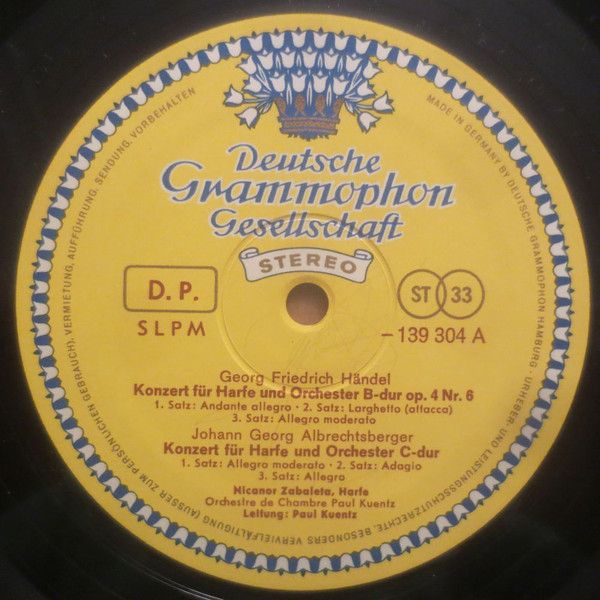 Deutsche
Grammophon
Gesellschaft
STEREO
D. P.
SLPM
ST 33
–139 304 A
Georg Friedrich Händel
Konzert für Harfe und Orchester B-dur op. 4 Nr. 6
1. Satz: Andante allegro · 2. Satz: Larghetto (attacca)
3. Satz: Allegro moderato
Johann Georg Albrechtsberger
Konzert für Harfe und Orchester C-dur
1. Satz: Allegro moderato · 2. Satz: Adagio
3. Satz: Allegro
Nicanor Zabaleta, Harfe
Orchestre de Chambre Paul Kuentz
Leitung: Paul Kuentz
MADE IN GERMANY BY DEUTSCHE GRAMMOPHON HAMBURG · URHEBER- UND LEISTUNGSSCHUTZRECHTE, BESONDERS VERVIELFÄLTIGUNG (AUSSER ZUM PERSÖNLICHEN GEBRAUCH), VERMIETUNG, AUFFÜHRUNG, SENDUNG, VORBEHALTEN